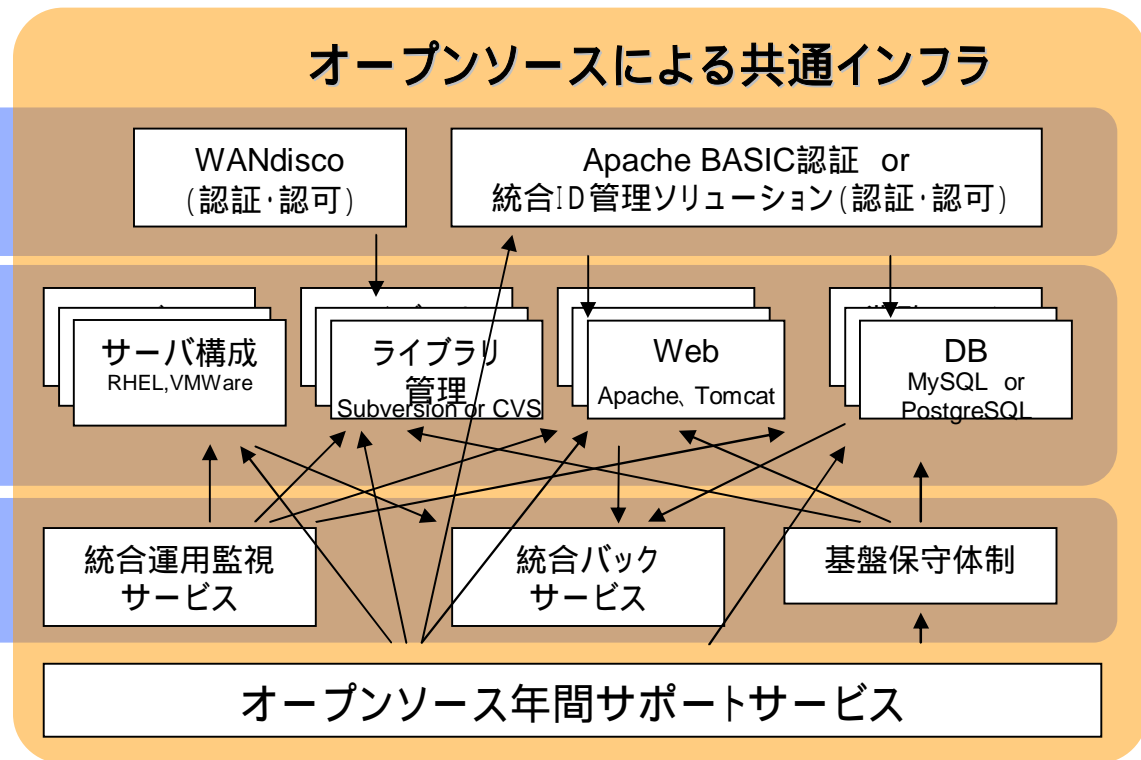 オープンソースによる共通インフラ
WANdisco
(認証・認可)
Apache BASIC認証 or
統合ID管理ソリューション(認証・認可)
サーバ構成
RHEL,VMWare
ライブラリ
管理
Subversion or CVS
Web
Apache、Tomcat
DB
MySQL or
PostgreSQL
統合運用監視
サービス
統合バック
サービス
基盤保守体制
オープンソース年間サポートサービス